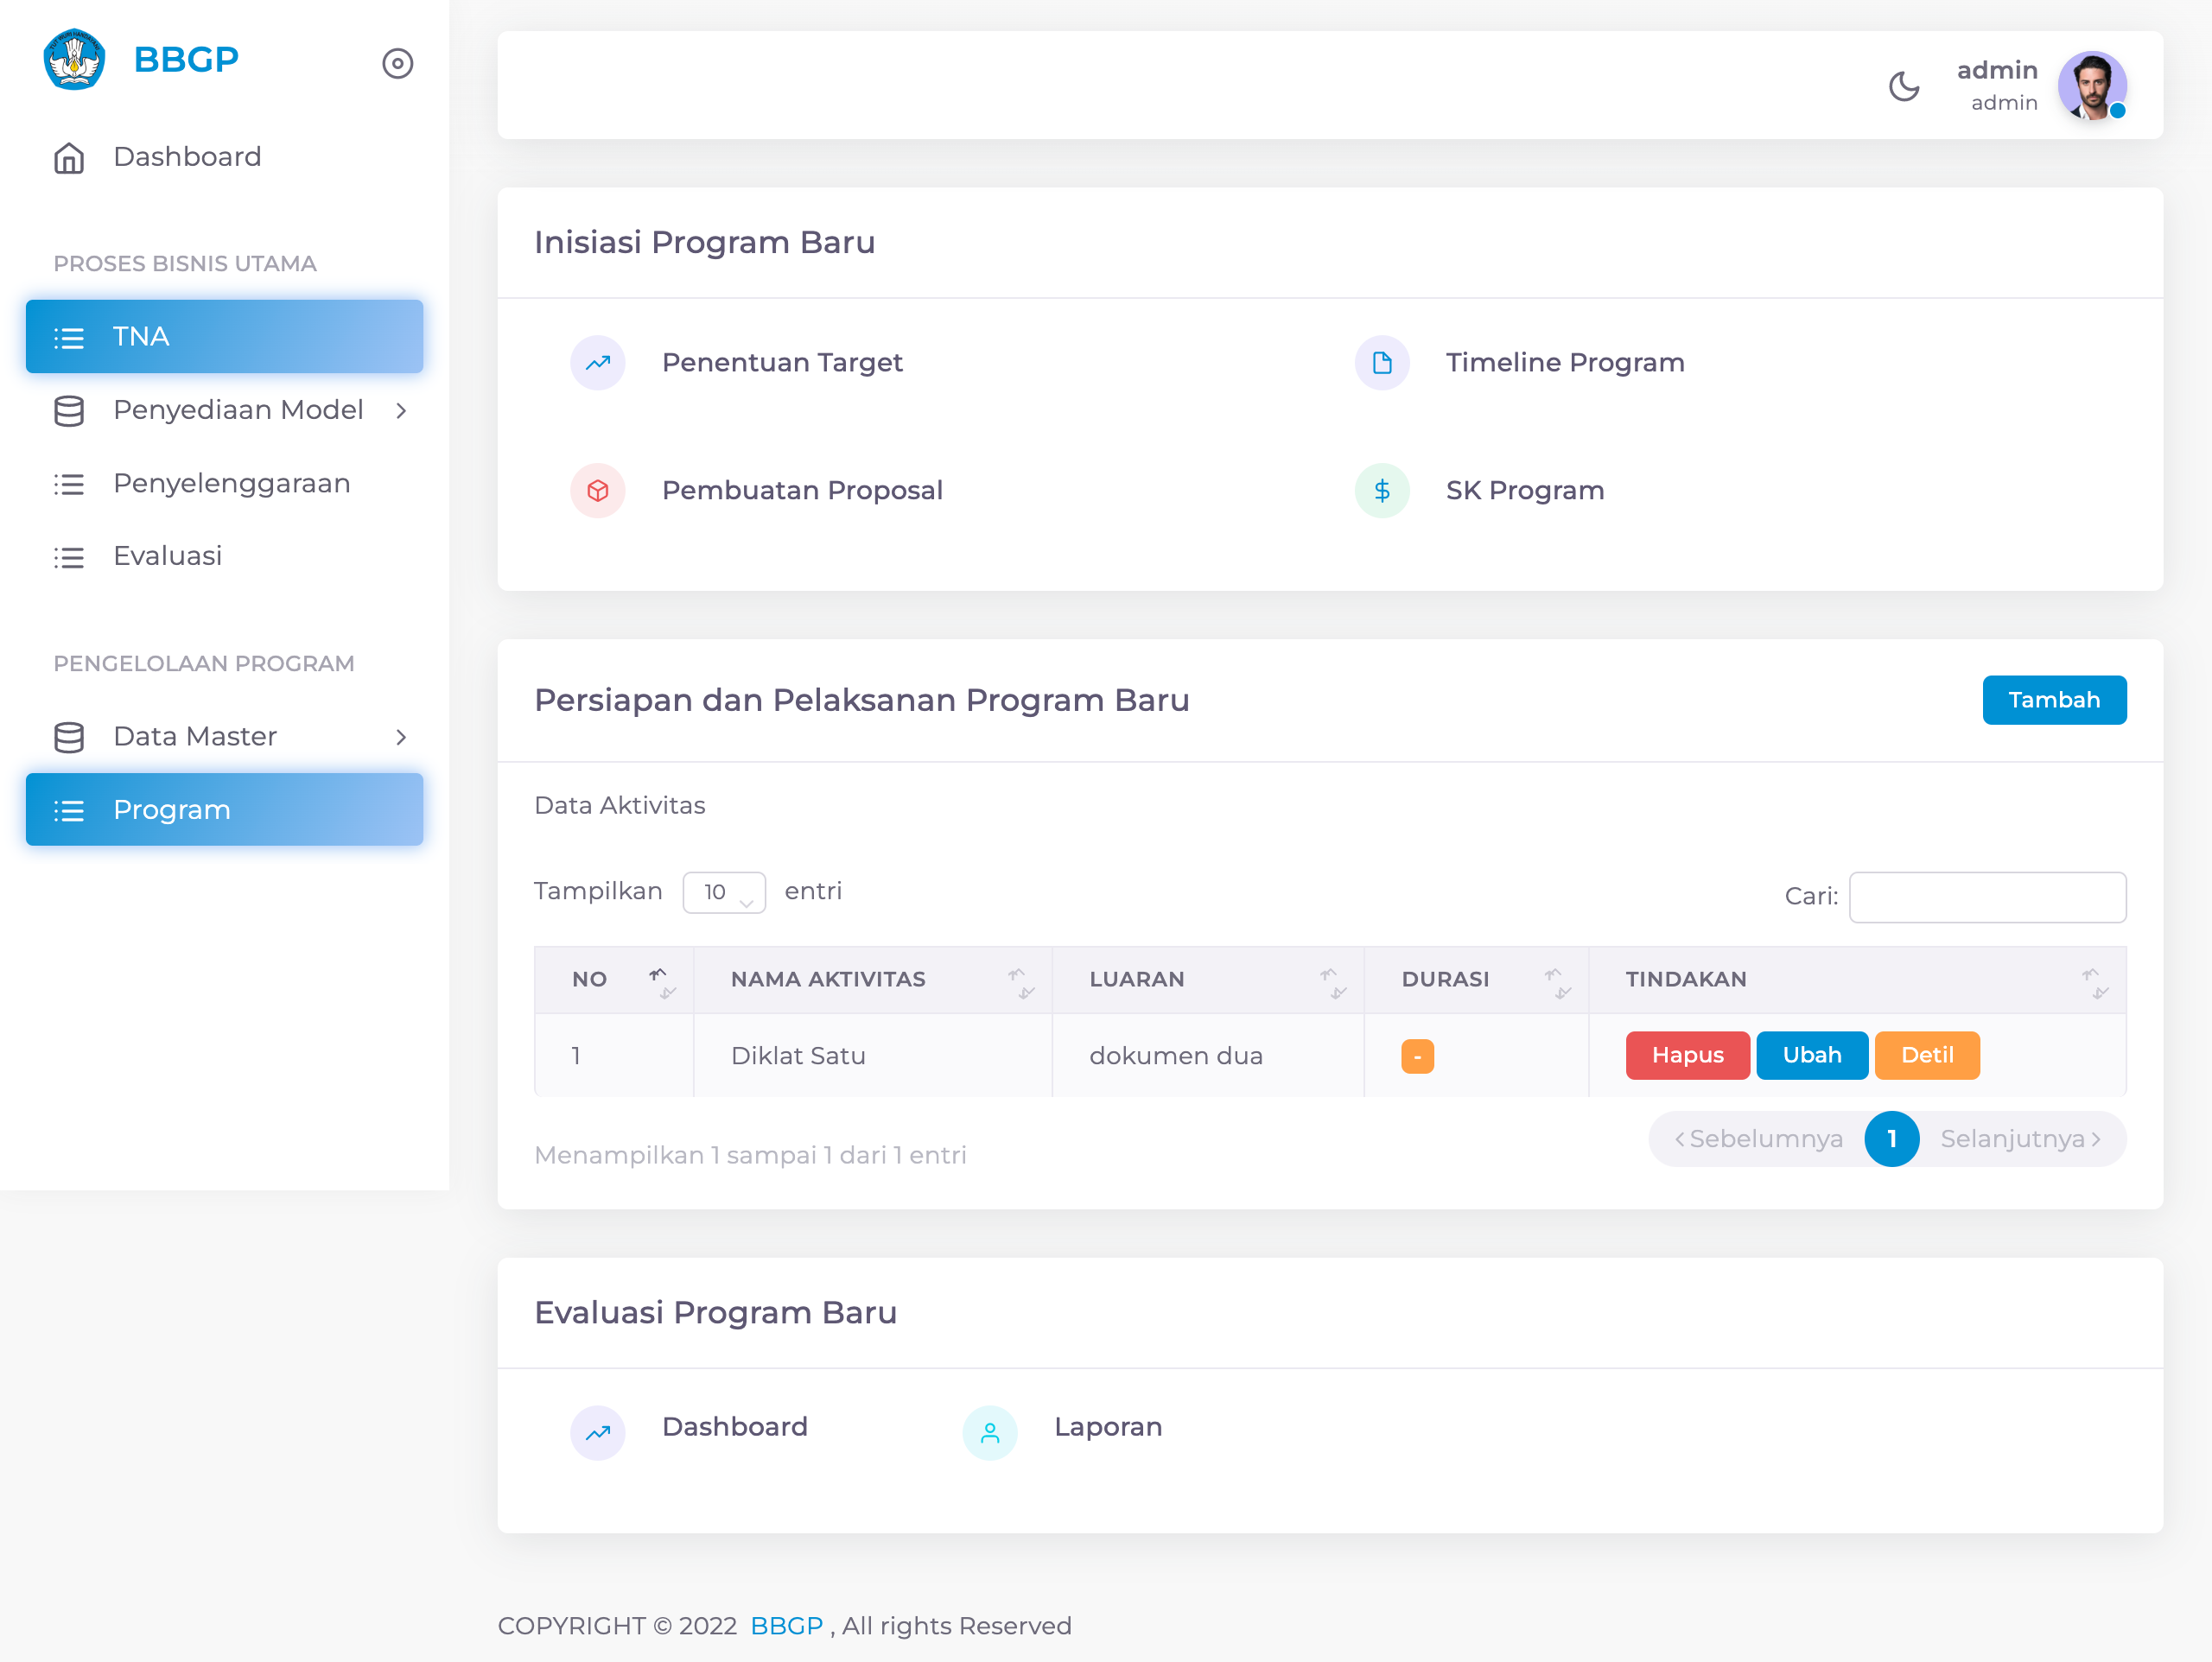 BBGP
Dashboard
PROSES BISNIS UTAMA
TNA
Penyediaan Model
Penyelenggaraan
Evaluasi
PENGELOLAAN PROGRAM
Data Master
Program
admin
admin
Inisiasi Program Baru
Penentuan Target
Timeline Program
Pembuatan Proposal
SK Program
Persiapan dan Pelaksanan Program Baru
Tambah
Data Aktivitas
Tampilkan 10 entri
Cari:
NO NAMA AKTIVITAS LUARAN DURASI TINDAKAN
1 Diklat Satu dokumen dua - Hapus Ubah Detil
Menampilkan 1 sampai 1 dari 1 entri
Sebelumnya 1 Selanjutnya
Evaluasi Program Baru
Dashboard
Laporan
COPYRIGHT © 2022 BBGP , All rights Reserved